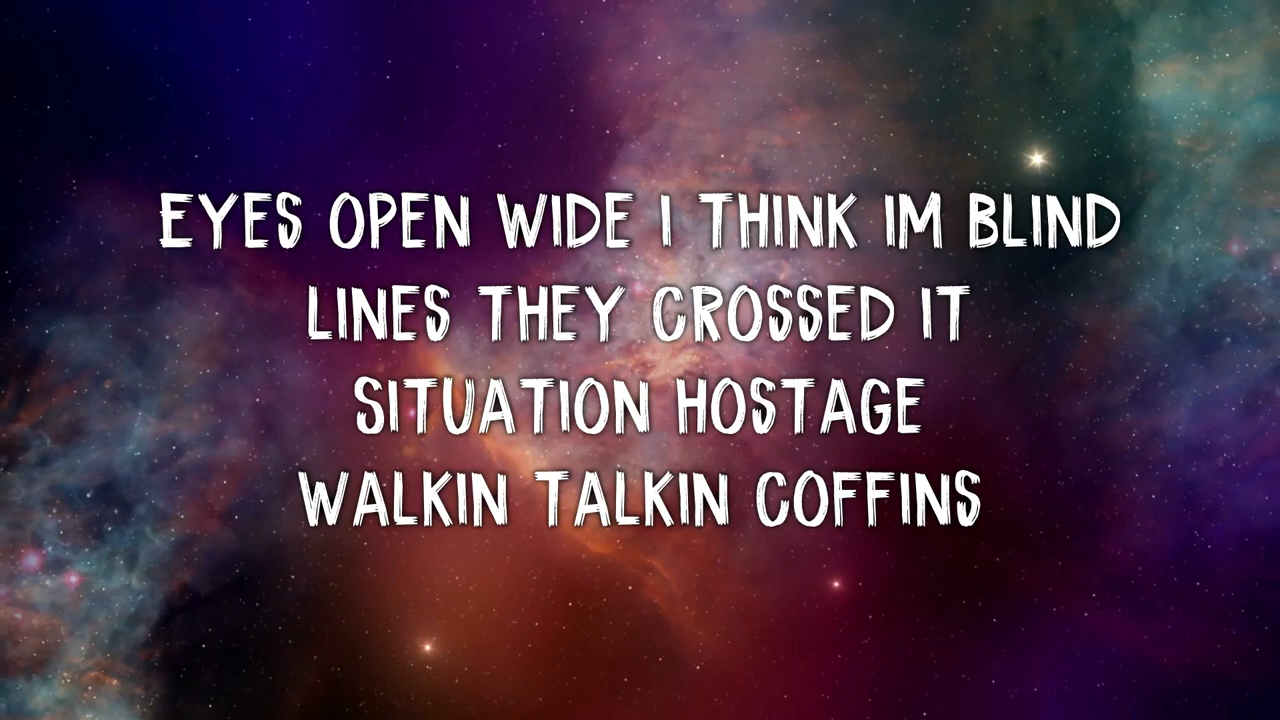 EYES OPEN WIDE I THINK IM BLIND
LINES THEY CROSSED IT
SITUATION HOSTAGE
WALKIN TALKIN COFFINS